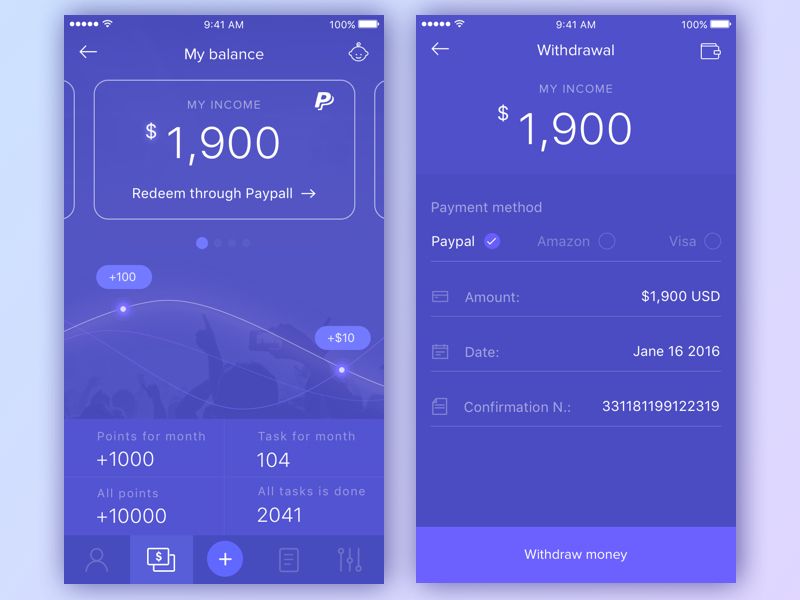 9:41 AM
100%
My balance
MY INCOME
$ 1,900
Redeem through Paypall →
+100
+$10
Points for month
+1000
Task for month
104
All points
+10000
All tasks is done
2041
$
+
9:41 AM
100%
Withdrawal
MY INCOME
$ 1,900
Payment method
Paypal
Amazon
Visa
Amount: $1,900 USD
Date: Jane 16 2016
Confirmation N.: 331181199122319
Withdraw money